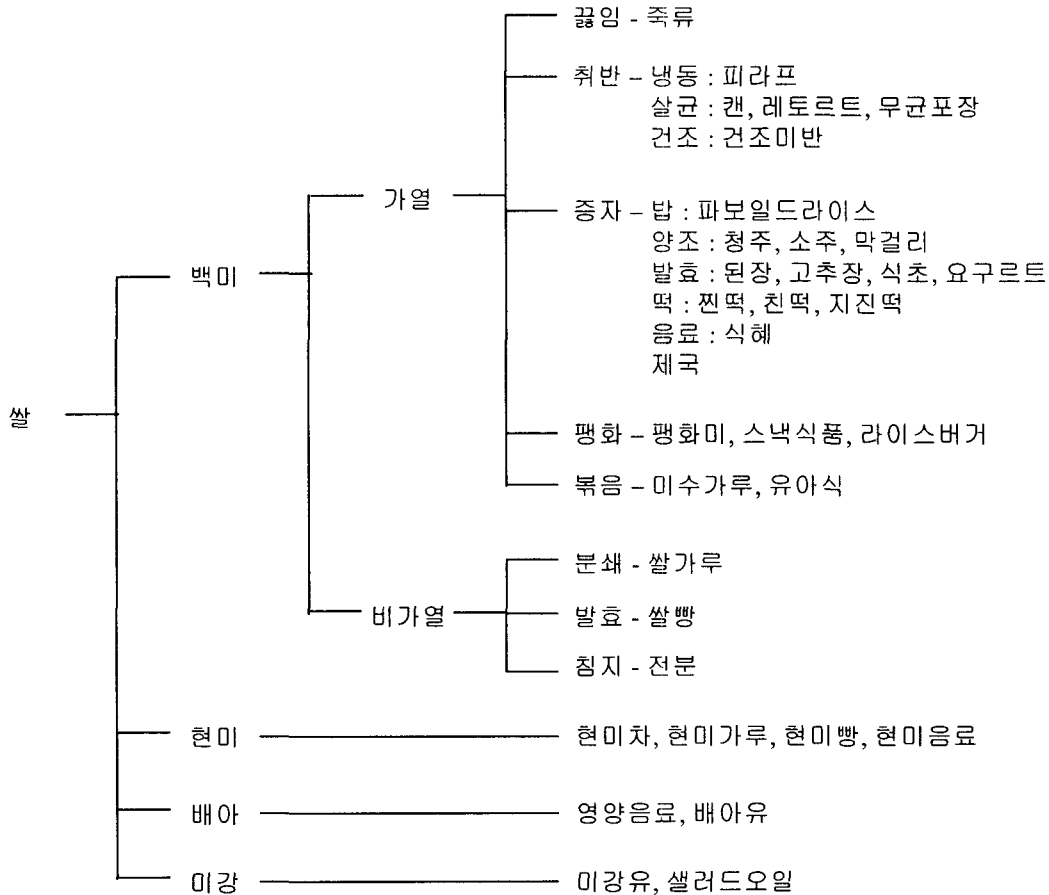 끓임 - 죽류
취반 – 냉동 : 피라프
살균 : 캔, 레토르트, 무균포장
건조 : 건조미반
가열
증자 – 밥 : 파보일드라이스
양조 : 청주, 소주, 막걸리
발효 : 된장, 고추장, 식초, 요구르트
떡 : 찐떡, 친떡, 지진떡
음료 : 식혜
제국
백미
쌀
팽화 – 팽화미, 스낵식품, 라이스버거
볶음 – 미수가루, 유아식
분쇄 - 쌀가루
비가열
발효 - 쌀빵
침지 - 전분
현미
현미차, 현미가루, 현미빵, 현미음료
배아
영양음료, 배아유
미강
미강유, 샐러드오일